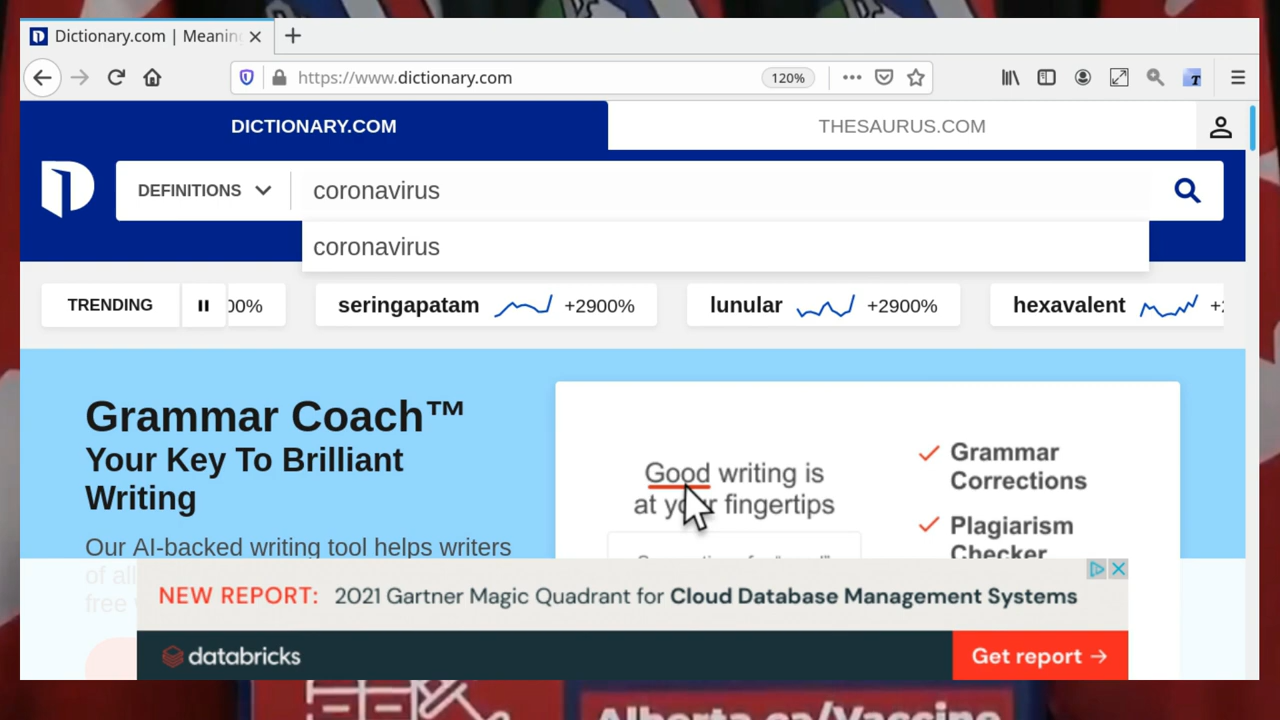 Dictionary.com | Meaning
https://www.dictionary.com
120%
DICTIONARY.COM
THESAURUS.COM
DEFINITIONS
coronavirus
coronavirus
TRENDING
00%
seringapatam
+2900%
lunular
+2900%
hexavalent
Grammar Coach™
Your Key To Brilliant
Writing
Our AI-backed writing tool helps writers
of all
free
Good writing is
at your fingertips
Grammar
Corrections
Plagiarism
Checker
NEW REPORT: 2021 Gartner Magic Quadrant for Cloud Database Management Systems
databricks
Get report →
Alberta.ca/Vaccine